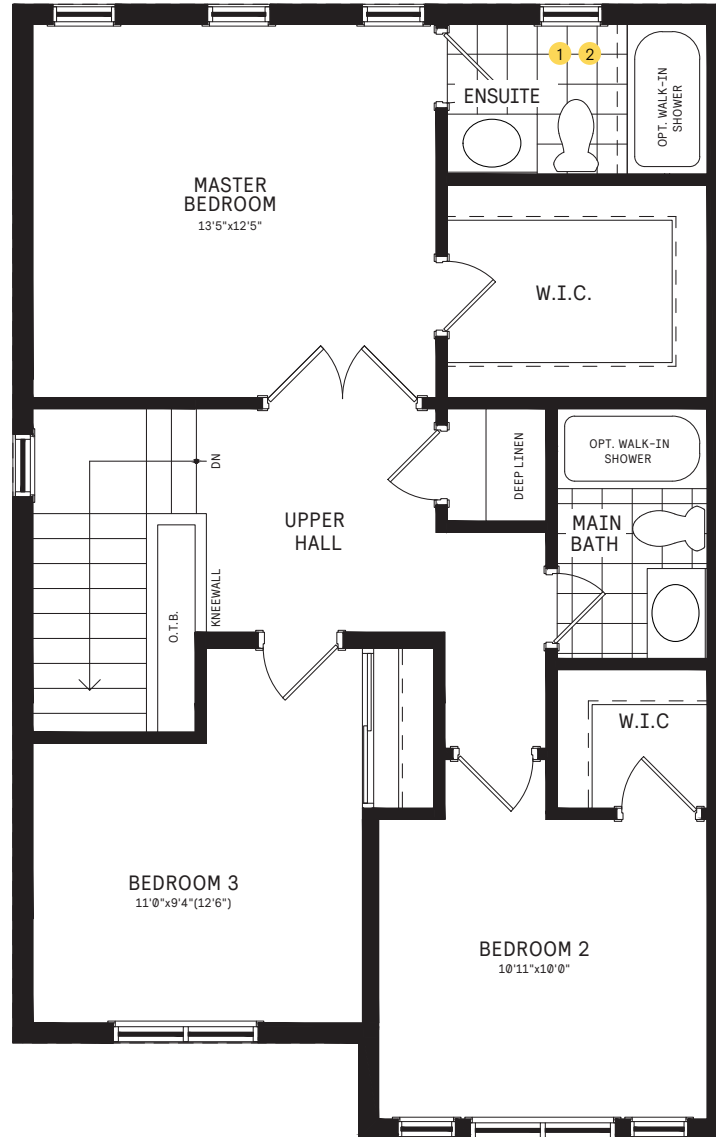 1 2
ENSUITE
OPT. WALK-IN
SHOWER
MASTER
BEDROOM
13'5"x12'5"
W.I.C.
DN
UPPER
HALL
DEEP LINEN
OPT. WALK-IN
SHOWER
MAIN
BATH
KNEEWALL
O.T.B.
W.I.C
BEDROOM 3
11'0"x9'4"(12'6")
BEDROOM 2
10'11"x10'0"